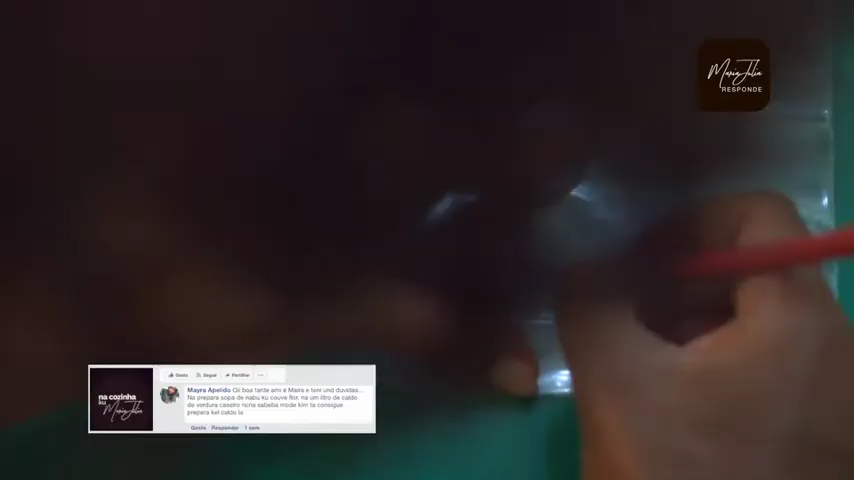 Maria Julia
RESPONDE
Gosto Seguir Partilhar ...
na cozinha
ku
Maria Julia
Mayra Apelido Oii boa tarde ami é Maira e teni und duvidas...
Na prepara sopa de nabu ku couve flor, na um litro de caldo
de verdura caseiro ncria sabeba mode kim ta consigue
prepara kel caldo la
Gosto · Responder · 1 sem